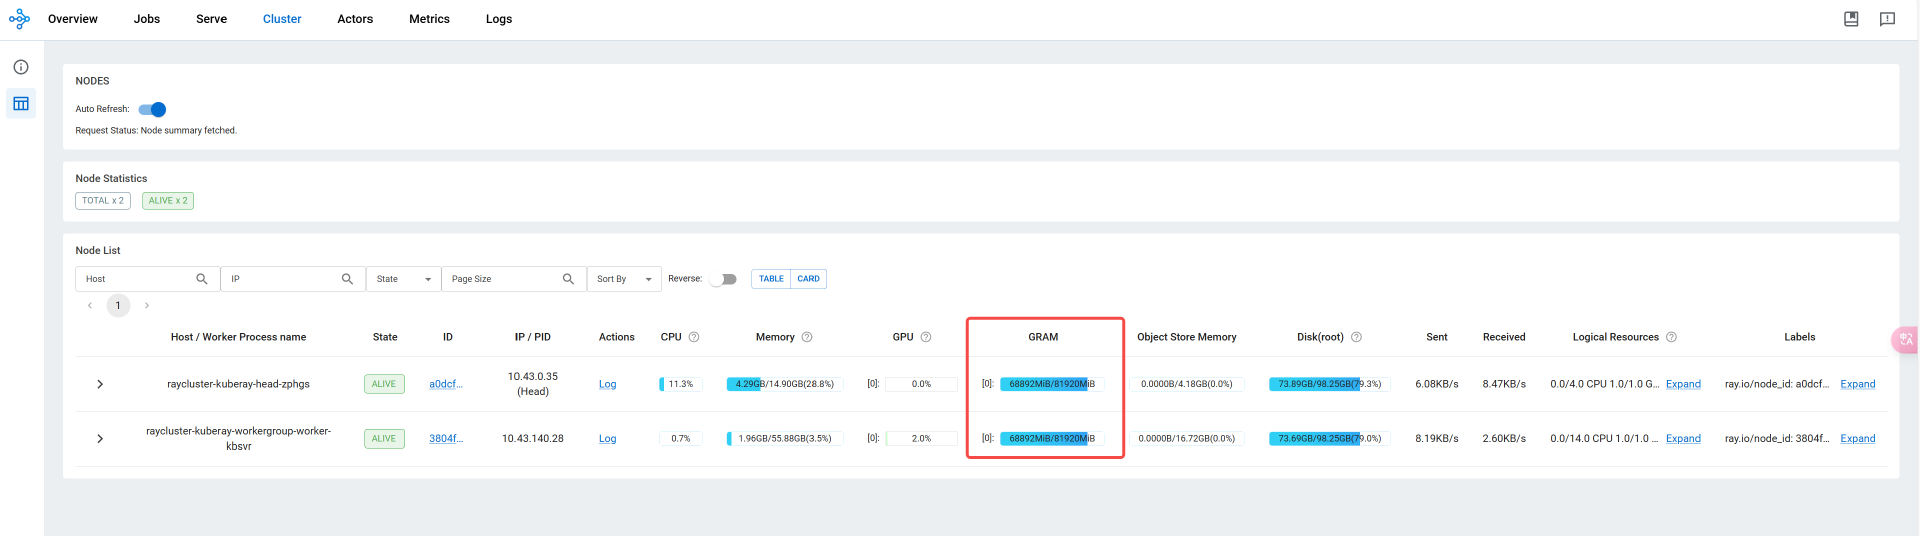 Overview Jobs Serve Cluster Actors Metrics Logs
NODES
Auto Refresh:
Request Status: Node summary fetched.
Node Statistics
TOTAL x 2 ALIVE x 2
Node List
Host IP State Page Size Sort By Reverse: TABLE CARD
1
Host / Worker Process name State ID IP / PID Actions CPU Memory GPU GRAM Object Store Memory Disk(root) Sent Received Logical Resources Labels
raycluster-kuberay-head-zphgs ALIVE a0dcf... 10.43.0.35 (Head) Log 11.3% 4.29GB/14.90GB(28.8%) [0]: 0.0% [0]: 68892MiB/81920MiB 0.0000B/4.18GB(0.0%) 73.89GB/98.25GB(79.3%) 6.08KB/s 8.47KB/s 0.0/4.0 CPU 1.0/1.0 G... Expand ray.io/node_id: a0dcf... Expand
raycluster-kuberay-workergroup-worker-kbsvr ALIVE 3804f... 10.43.140.28 Log 0.7% 1.96GB/55.88GB(3.5%) [0]: 2.0% [0]: 68892MiB/81920MiB 0.0000B/16.72GB(0.0%) 73.69GB/98.25GB(79.0%) 8.19KB/s 2.60KB/s 0.0/14.0 CPU 1.0/1.0 ... Expand ray.io/node_id: 3804f... Expand